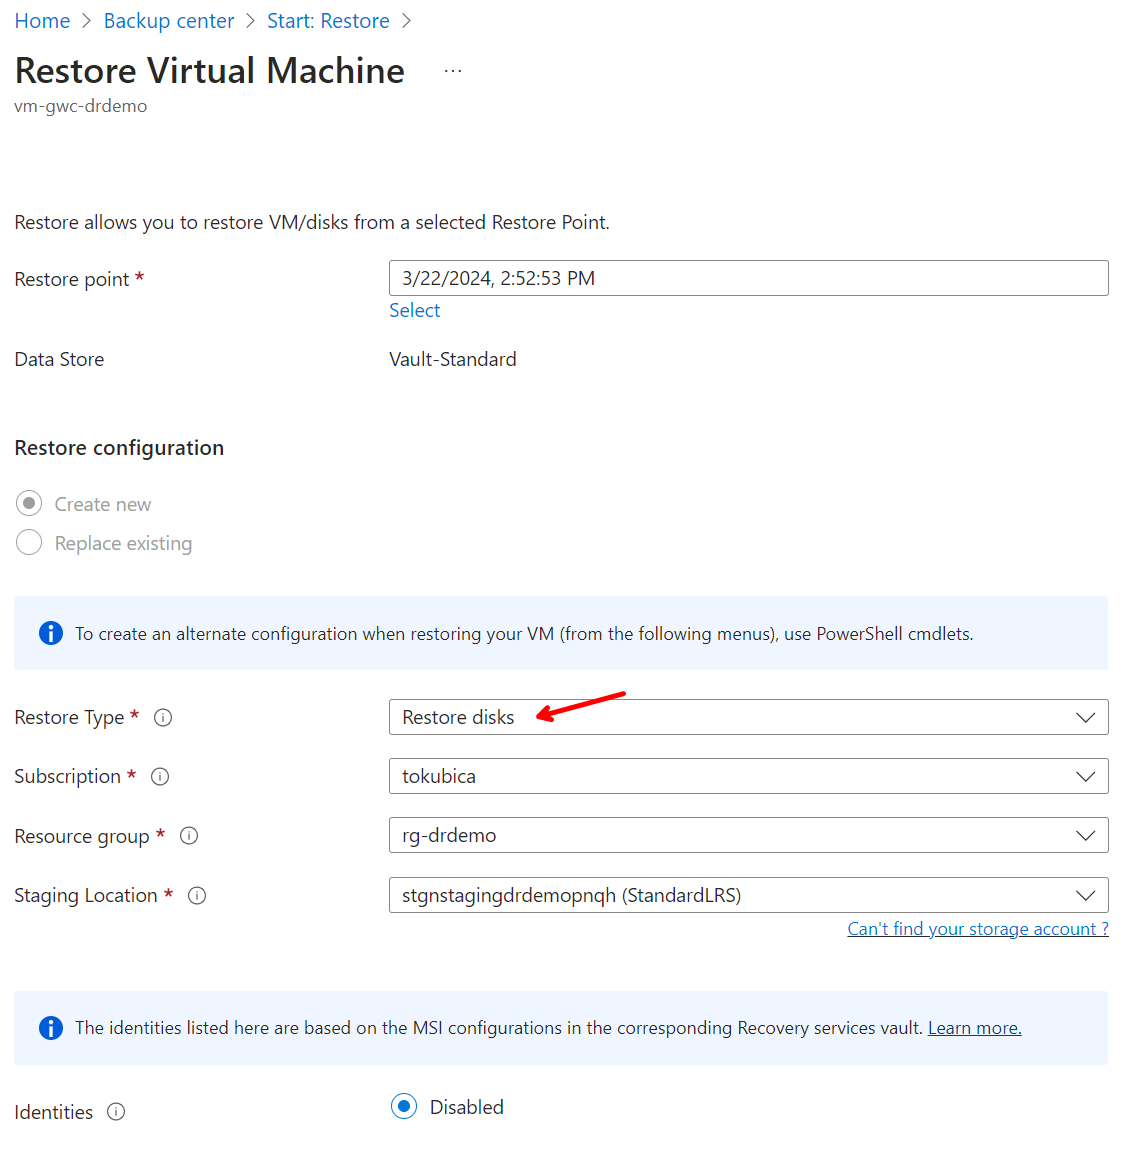 Home > Backup center > Start: Restore >
Restore Virtual Machine ...
vm-gwc-drdemo
Restore allows you to restore VM/disks from a selected Restore Point.
Restore point * 3/22/2024, 2:52:53 PM
Select
Data Store Vault-Standard
Restore configuration
Create new
Replace existing
To create an alternate configuration when restoring your VM (from the following menus), use PowerShell cmdlets.
Restore Type * Restore disks
Subscription * tokubica
Resource group * rg-drdemo
Staging Location * stgnstagingdrdemopnqh (StandardLRS)
Can't find your storage account ?
The identities listed here are based on the MSI configurations in the corresponding Recovery services vault. Learn more.
Identities Disabled